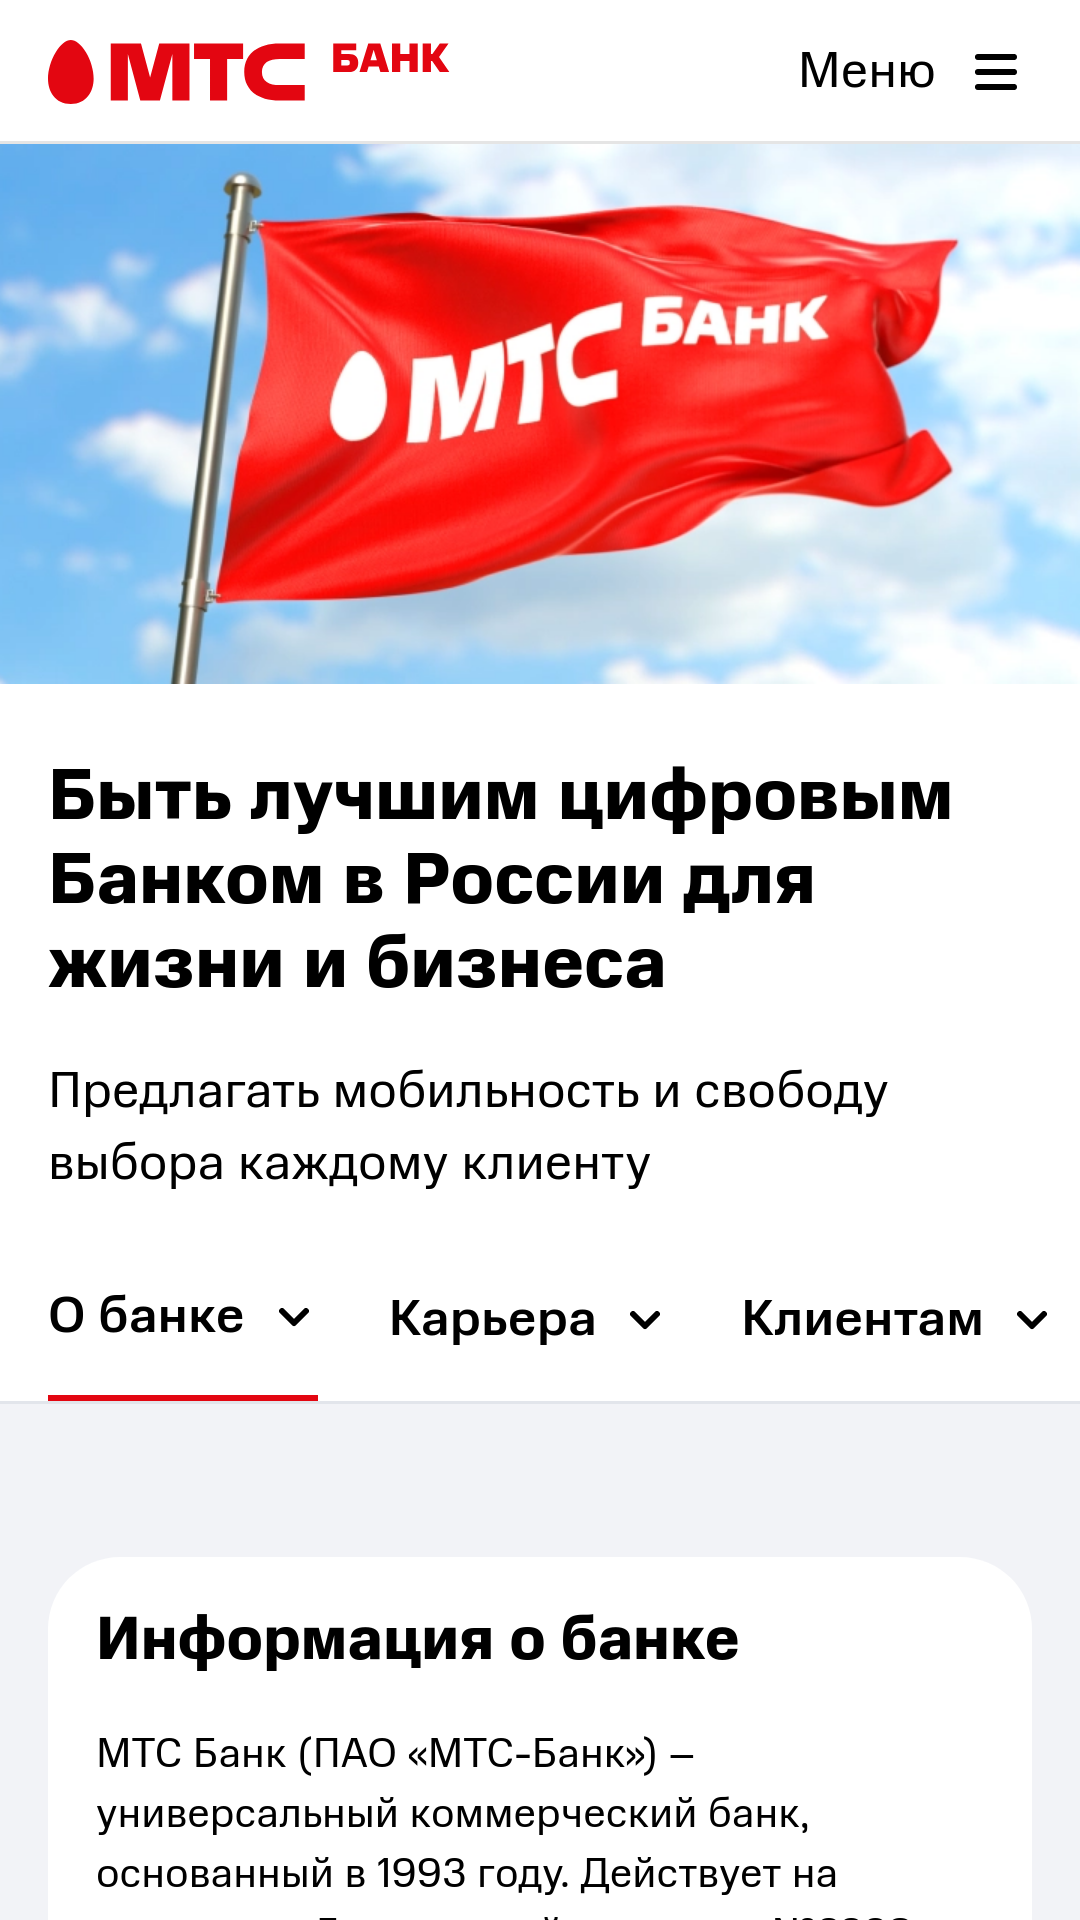 МТС БАНК
Меню
МТС БАНК
Быть лучшим цифровым
Банком в России для
жизни и бизнеса
Предлагать мобильность и свободу
выбора каждому клиенту
О банке
Карьера
Клиентам
Информация о банке
МТС Банк (ПАО «МТС-Банк») –
универсальный коммерческий банк,
основанный в 1993 году. Действует на